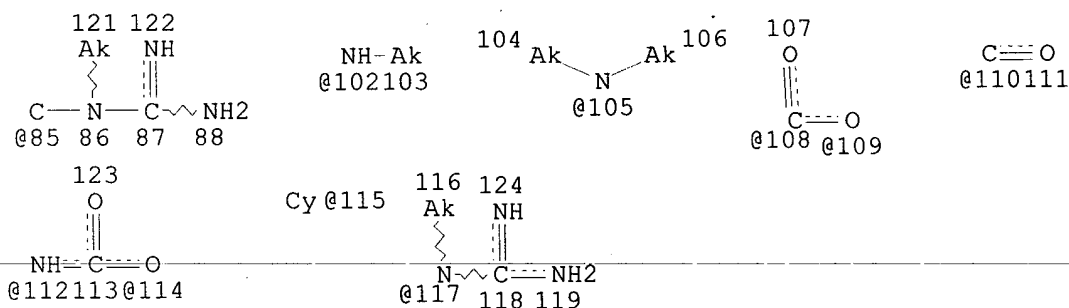 121 122
Ak NH
C N C NH2
@85 86 87 88
NH Ak
@102103
104 Ak Ak 106
N
@105
107
O
C O
@108 @109
C O
@110111
123
O
NH C O
@112113 @114
Cy @115
116 124
Ak NH
N C NH2
@117 118 119